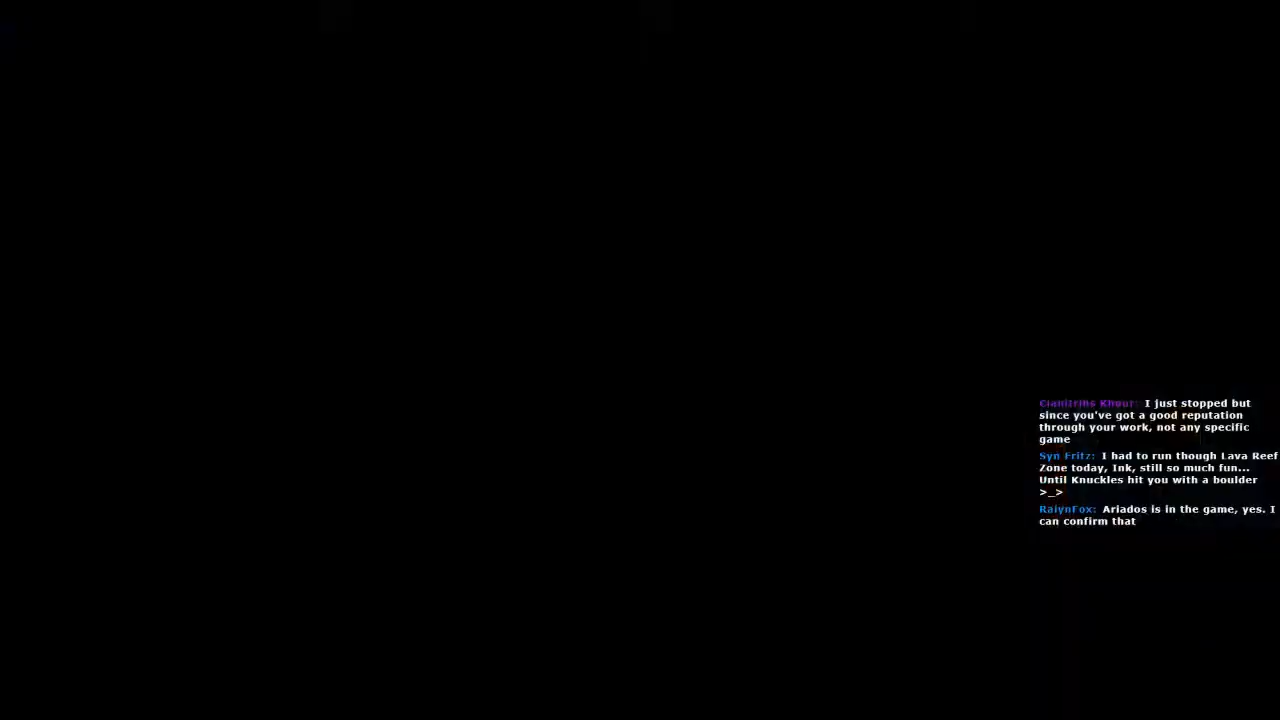 I just stopped but
since you've got a good reputation
through your work, not any specific
game
Syn Fritz: I had to run though Lava Reef
Zone today, Ink, still so much fun...
Until Knuckles hit you with a boulder
>_>
RaiynFox: Ariados is in the game, yes. I
can confirm that